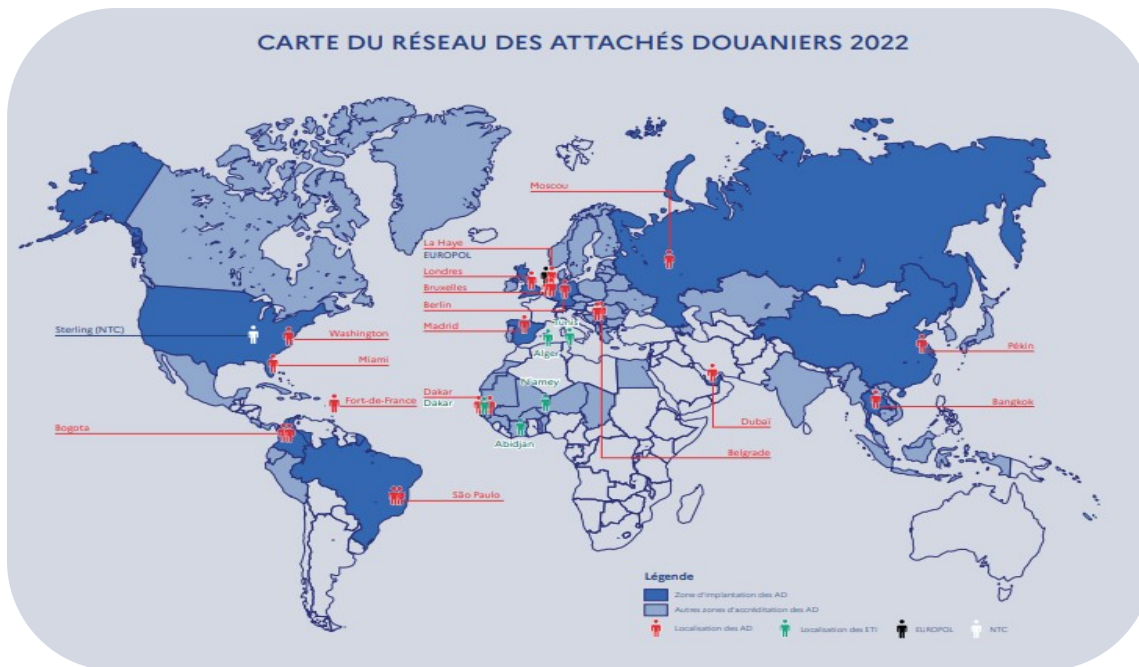 CARTE DU RÉSEAU DES ATTACHÉS DOUANIERS 2022
Moscou
La Haye
EUROPOL
Londres
Bruxelles
Berlin
Madrid
Tunis
Alger
Sterling (NTC)
Washington
Miami
Pékin
Niamey
Dakar
Dakar
Fort-de-France
Bangkok
Bogota
Abidjan
Dubaï
Belgrade
São Paulo
Légende
Zone d'implantation des AD
Autres zones d'accréditation des AD
Localisation des AD
Localisation des ETI
EUROPOL
NTC